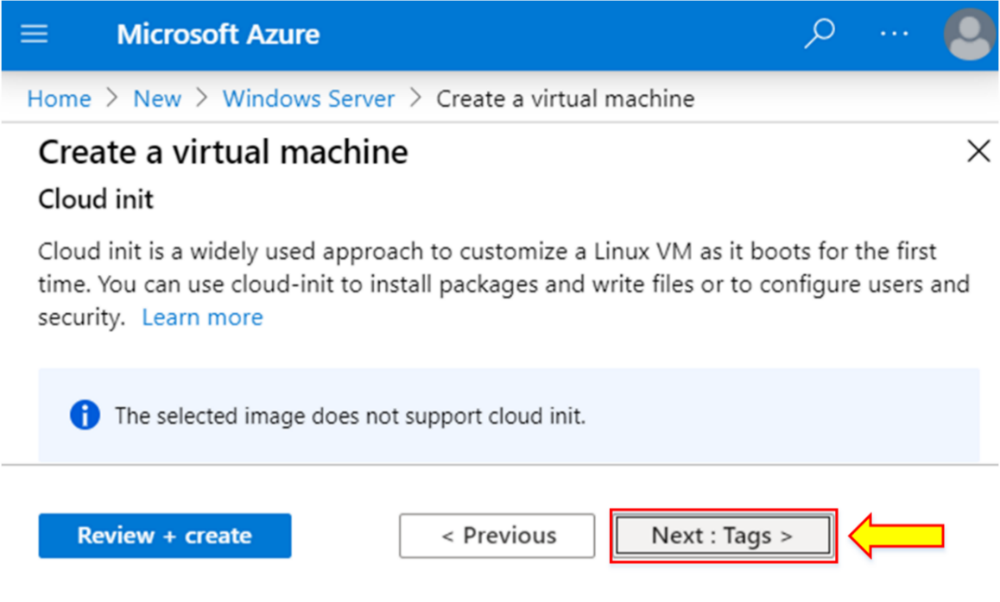 Microsoft Azure
Home > New > Windows Server > Create a virtual machine
Create a virtual machine
Cloud init
Cloud init is a widely used approach to customize a Linux VM as it boots for the first
time. You can use cloud-init to install packages and write files or to configure users and
security. Learn more
The selected image does not support cloud init.
Review + create
< Previous
Next : Tags >